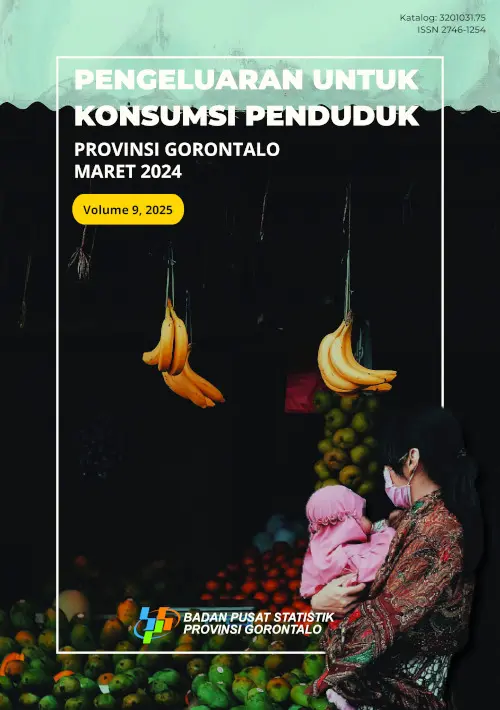 Katalog: 3201031.75
ISSN 2746-1254
PENGELUARAN UNTUK
KONSUMSI PENDUDUK
PROVINSI GORONTALO
MARET 2024
Volume 9, 2025
BADAN PUSAT STATISTIK
PROVINSI GORONTALO